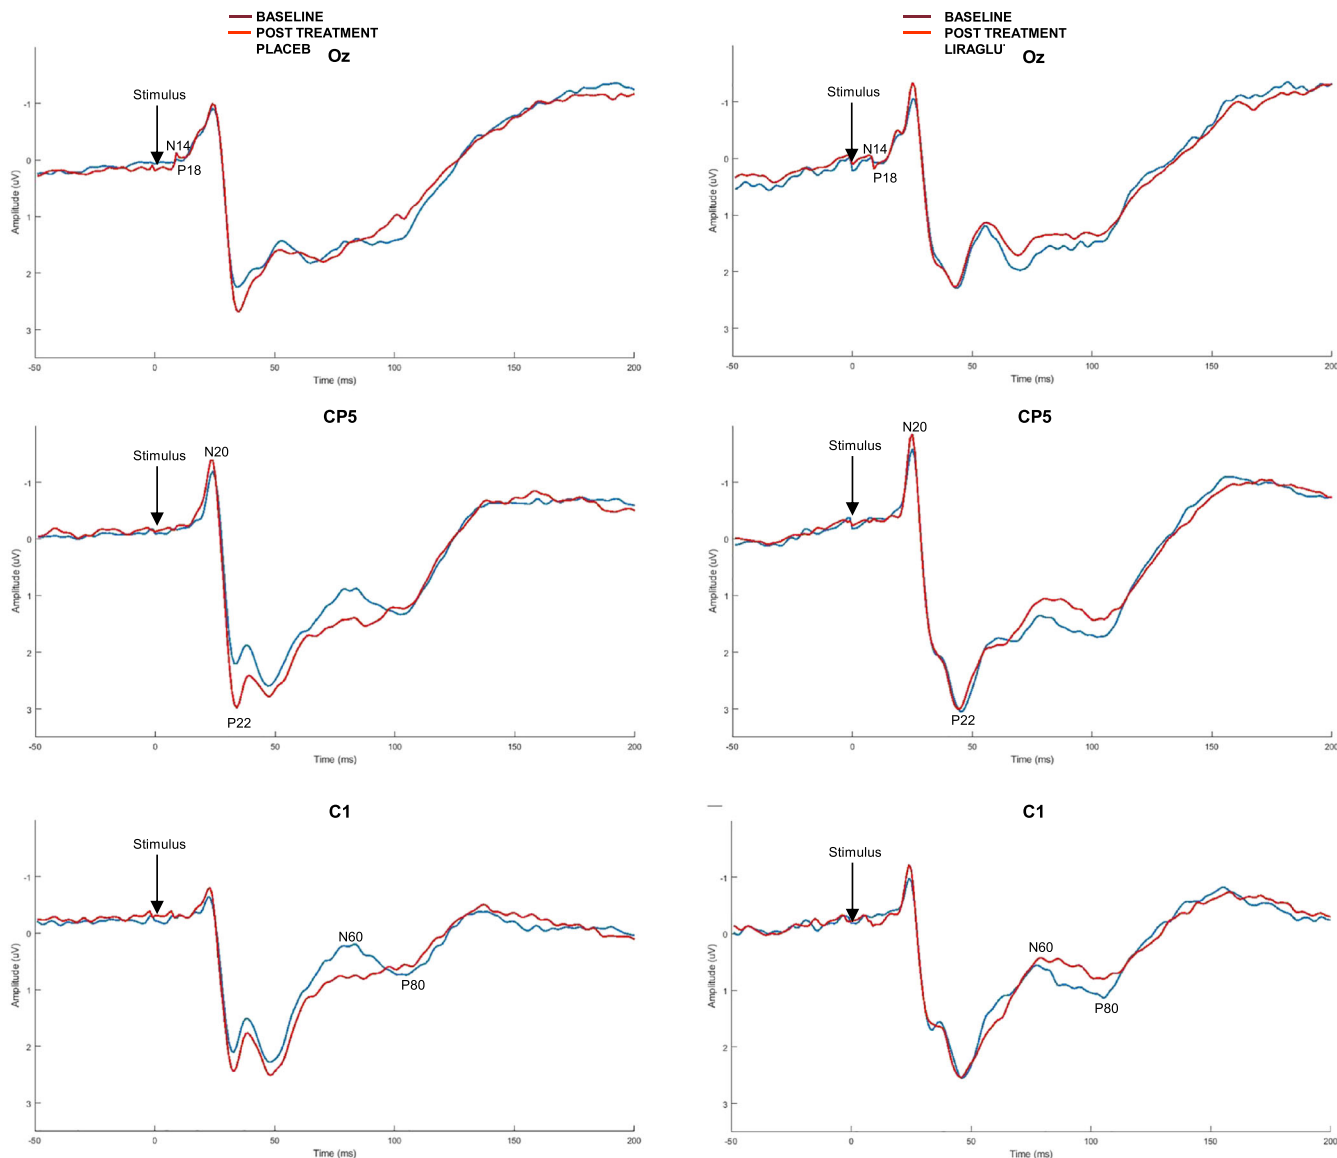 BASELINE
POST TREATMENT
PLACEB
Oz
Stimulus
N14
P18
-1
0
1
2
3
Amplitude (uV)
-50
0
50
100
150
200
Time (ms)
BASELINE
POST TREATMENT
LIRAGLU
Oz
Stimulus
N14
P18
-1
0
1
2
3
Amplitude (uV)
-50
0
50
100
150
200
Time (ms)
CP5
Stimulus
N20
P22
-1
0
1
2
3
Amplitude (uV)
-50
0
50
100
150
200
Time (ms)
CP5
Stimulus
N20
P22
-1
0
1
2
3
Amplitude (uV)
-50
0
50
100
150
200
Time (ms)
C1
Stimulus
N60
P80
-1
0
1
2
3
Amplitude (uV)
-50
0
50
100
150
200
Time (ms)
C1
Stimulus
N60
P80
-1
0
1
2
3
Amplitude (uV)
-50
0
50
100
150
200
Time (ms)